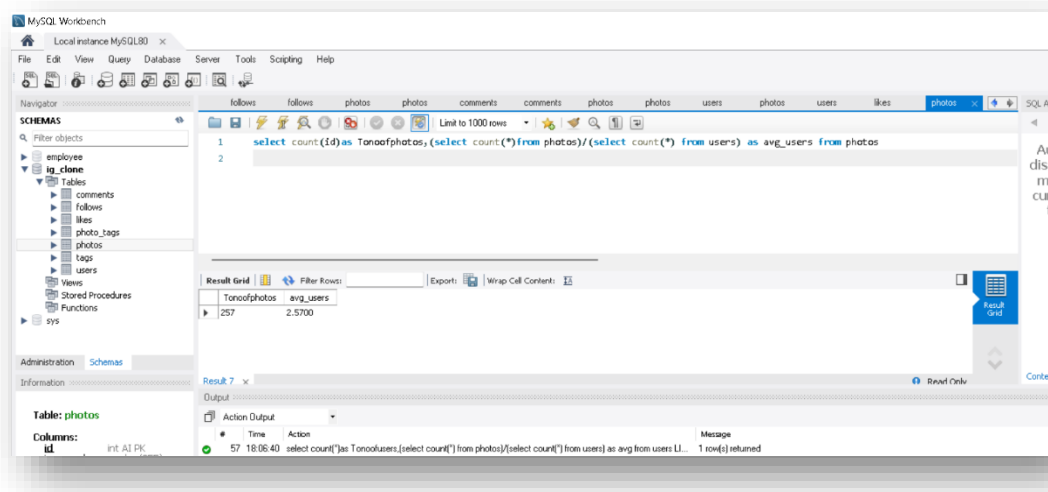 MySQL Workbench
Local instance MySQL80 ×
File Edit View Query Database Server Tools Scripting Help
Navigator
SCHEMAS
Filter objects
employee
ig_clone
Tables
comments
follows
likes
photo_tags
photos
tags
users
Views
Stored Procedures
Functions
sys
Administration Schemas
Information
Table: photos
Columns:
id int AI PK
follows follows photos photos comments comments photos photos users photos users likes photos ×
Limit to 1000 rows
1 select count(id)as Tonoofphotos,(select count(*)from photos)/(select count(*) from users) as avg_users from photos
2
Result Grid Filter Rows: Export: Wrap Cell Content:
Tonoofphotos avg_users
257 2.5700
Result Grid
Result 7 ×
Read Only
Output
Action Output
# Time Action Message
57 18:06:40 select count(*)as Tonoofusers,(select count(*) from photos)/(select count(*) from users) as avg from users LI... 1 row(s) returned
SQL A
Conte